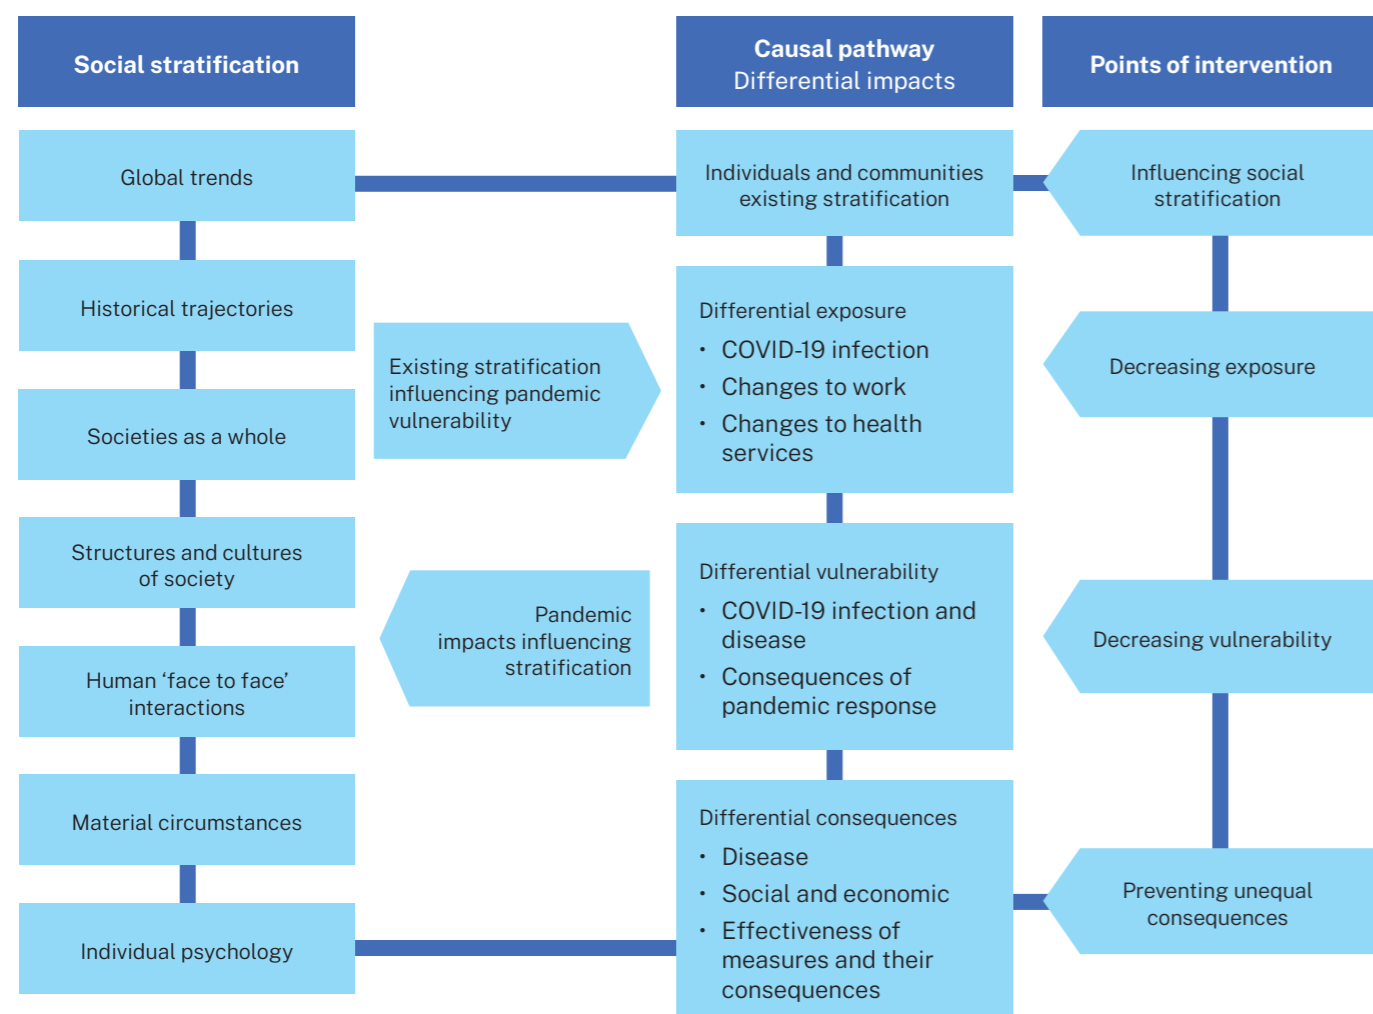 Social stratification
Causal pathway
Differential impacts
Points of intervention
Global trends
Historical trajectories
Societies as a whole
Structures and cultures
of society
Human ‘face to face’
interactions
Material circumstances
Individual psychology
Existing stratification
influencing pandemic
vulnerability
Pandemic
impacts influencing
stratification
Individuals and communities
existing stratification
Differential exposure
• COVID-19 infection
• Changes to work
• Changes to health
services
Differential vulnerability
• COVID-19 infection and
disease
• Consequences of
pandemic response
Differential consequences
• Disease
• Social and economic
• Effectiveness of
measures and their
consequences
Influencing social
stratification
Decreasing exposure
Decreasing vulnerability
Preventing unequal
consequences